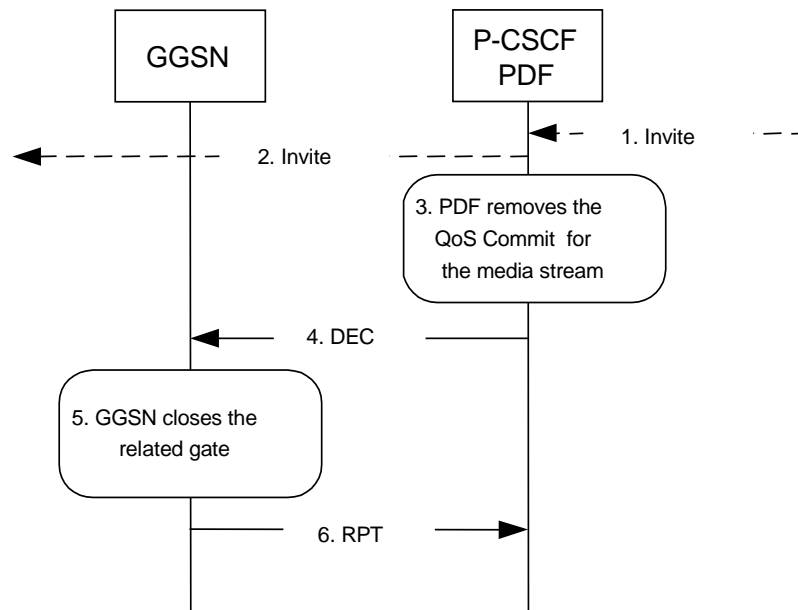 GGSN
P-CSCF
PDF
1. Invite
2. Invite
3. PDF removes the
QoS Commit for
the media stream
4. DEC
5. GGSN closes the
related gate
6. RPT